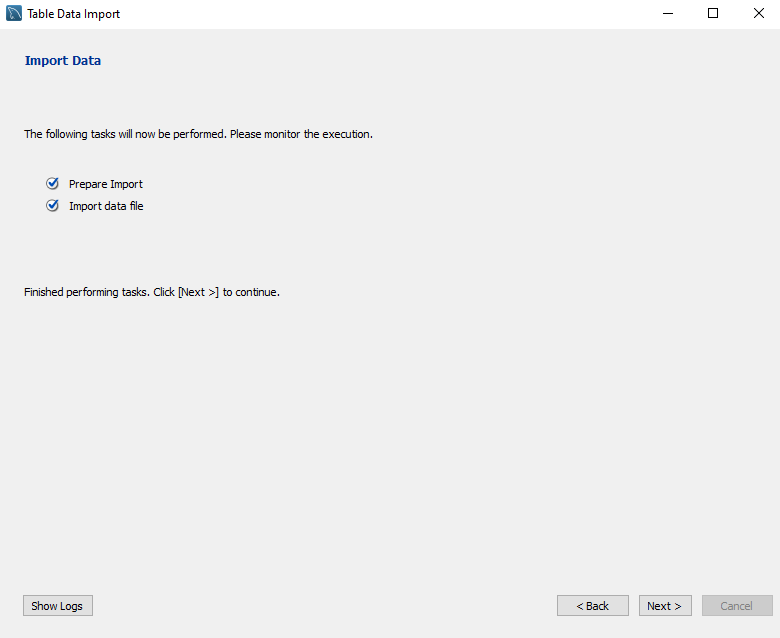 Table Data Import
Import Data
The following tasks will now be performed. Please monitor the execution.
Prepare Import
Import data file
Finished performing tasks. Click [Next >] to continue.
Show Logs
< Back
Next >
Cancel